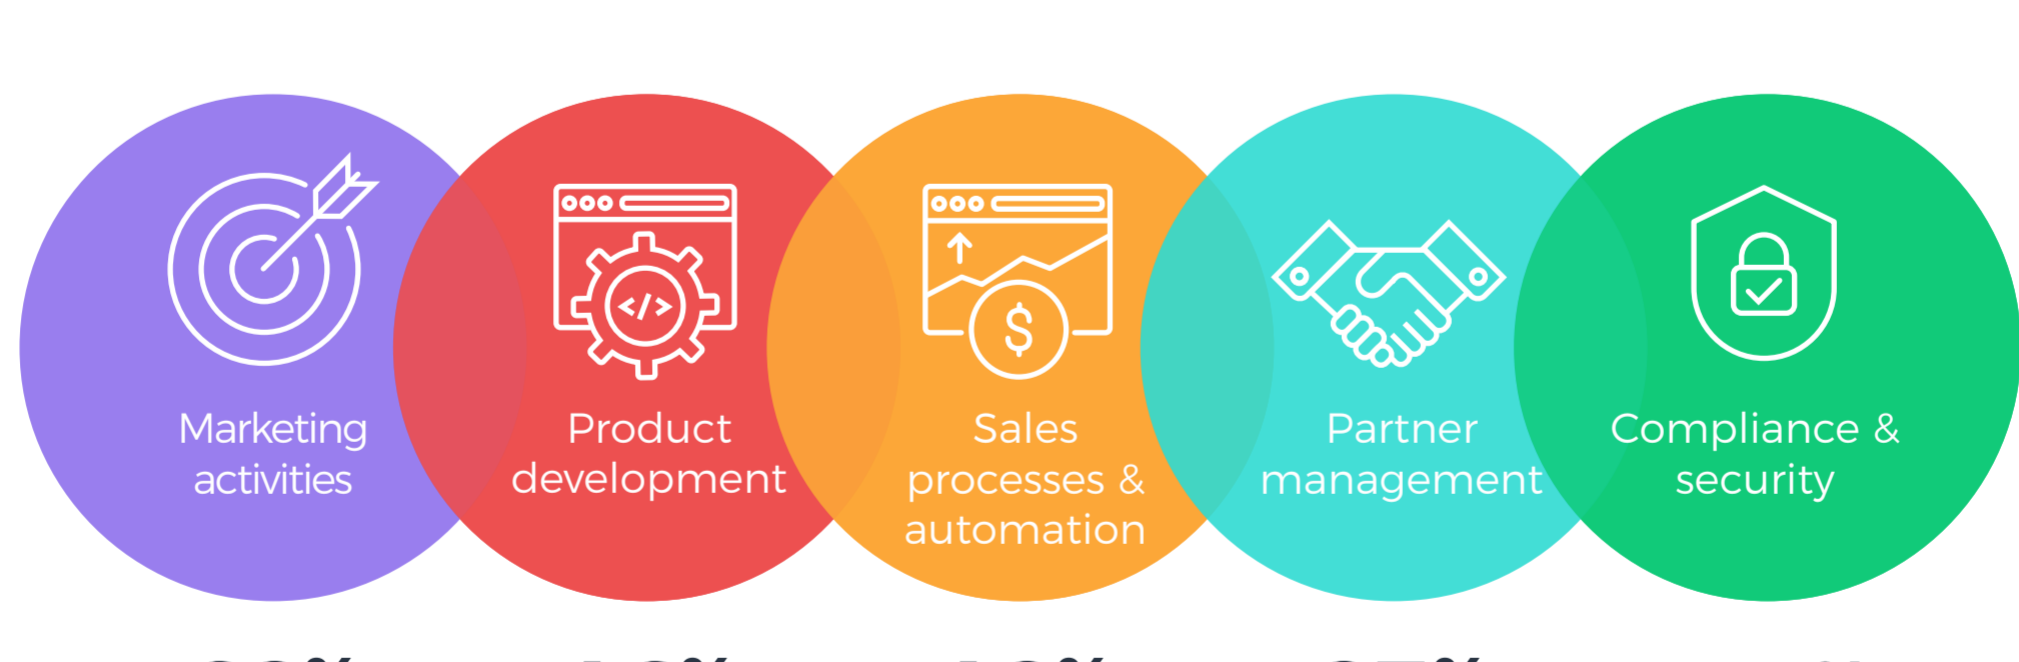 Marketing
activities
Product
development
Sales
processes &
automation
Partner
management
Compliance &
security